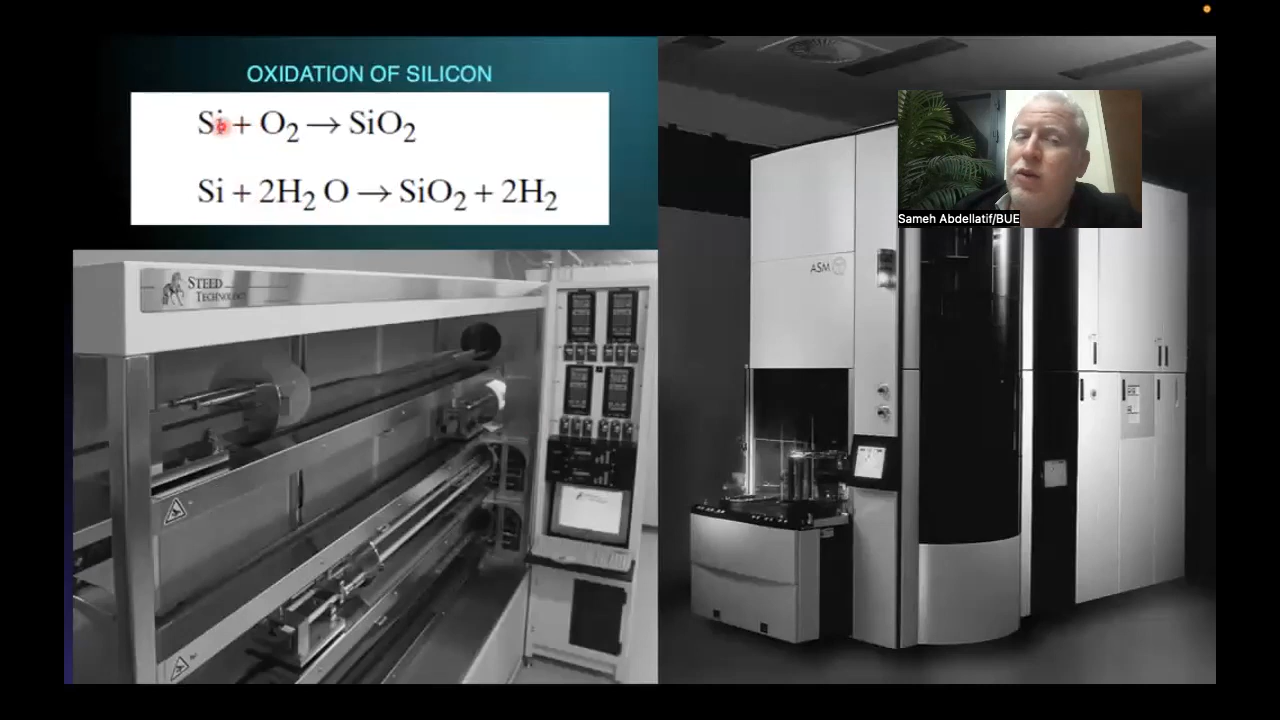 OXIDATION OF SILICON
Si + O2 → SiO2
Si + 2H2 O → SiO2 + 2H2
STEED
TECHNOLOGY
ASM
Sameh Abdellatif/BUE